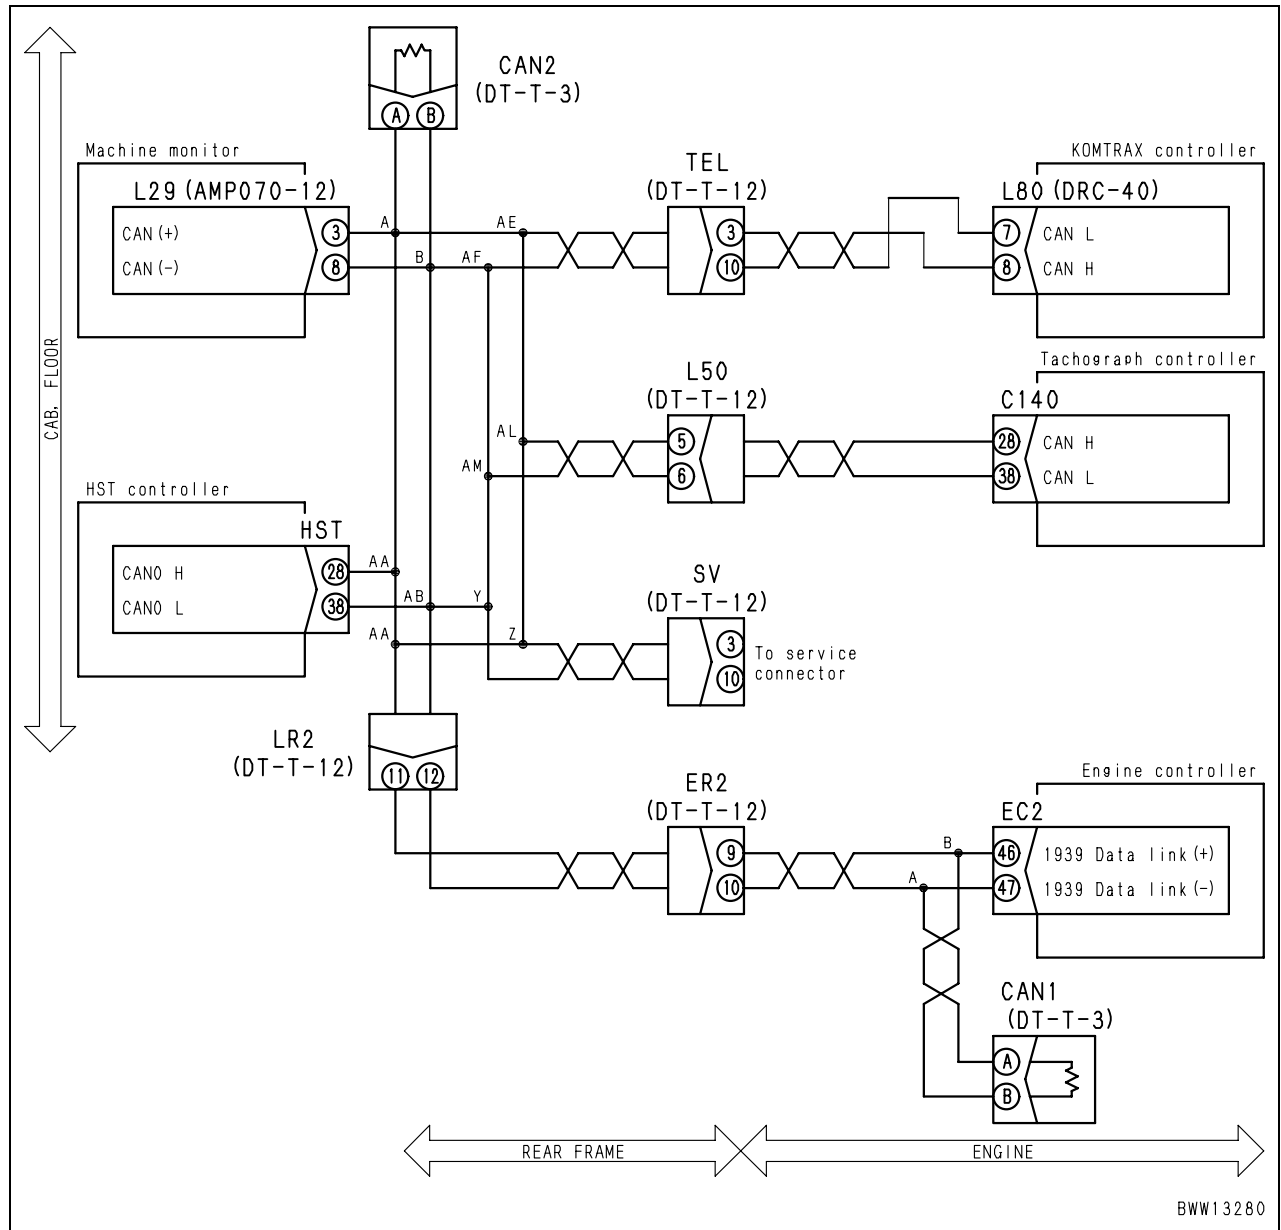 CAN2
(DT-T-3)
A B
Machine monitor
L29 (AMP070-12)
CAN (+) 3
CAN (-) 8
A
B
AE
AF
TEL
(DT-T-12)
3
10
KOMTRAX controller
L80 (DRC-40)
7 CAN L
8 CAN H
CAB. FLOOR
L50
(DT-T-12)
AL
AM
5
6
Tachograph controller
C140
28 CAN H
38 CAN L
HST controller
HST
CAN0 H 28
CAN0 L 38
AA
AB
Y
AA
Z
SV
(DT-T-12)
3
10
To service
connector
LR2
(DT-T-12)
11 12
ER2
(DT-T-12)
9
10
B
A
Engine controller
EC2
46 1939 Data link (+)
47 1939 Data link (-)
CAN1
(DT-T-3)
A
B
REAR FRAME
ENGINE
BWW13280